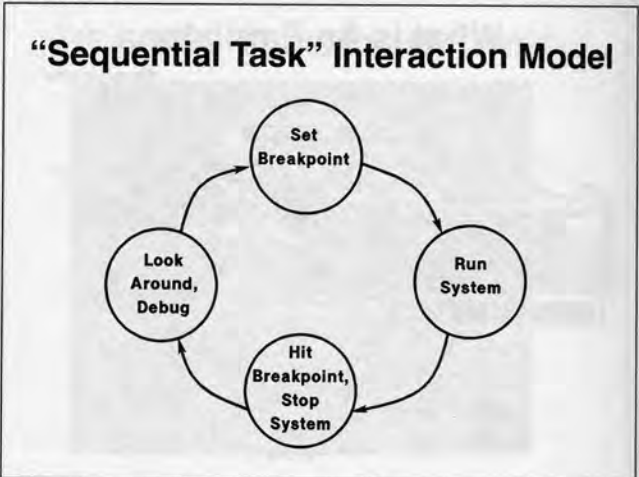 “Sequential Task” Interaction Model
Set
Breakpoint
Run
System
Hit
Breakpoint,
Stop
System
Look
Around,
Debug